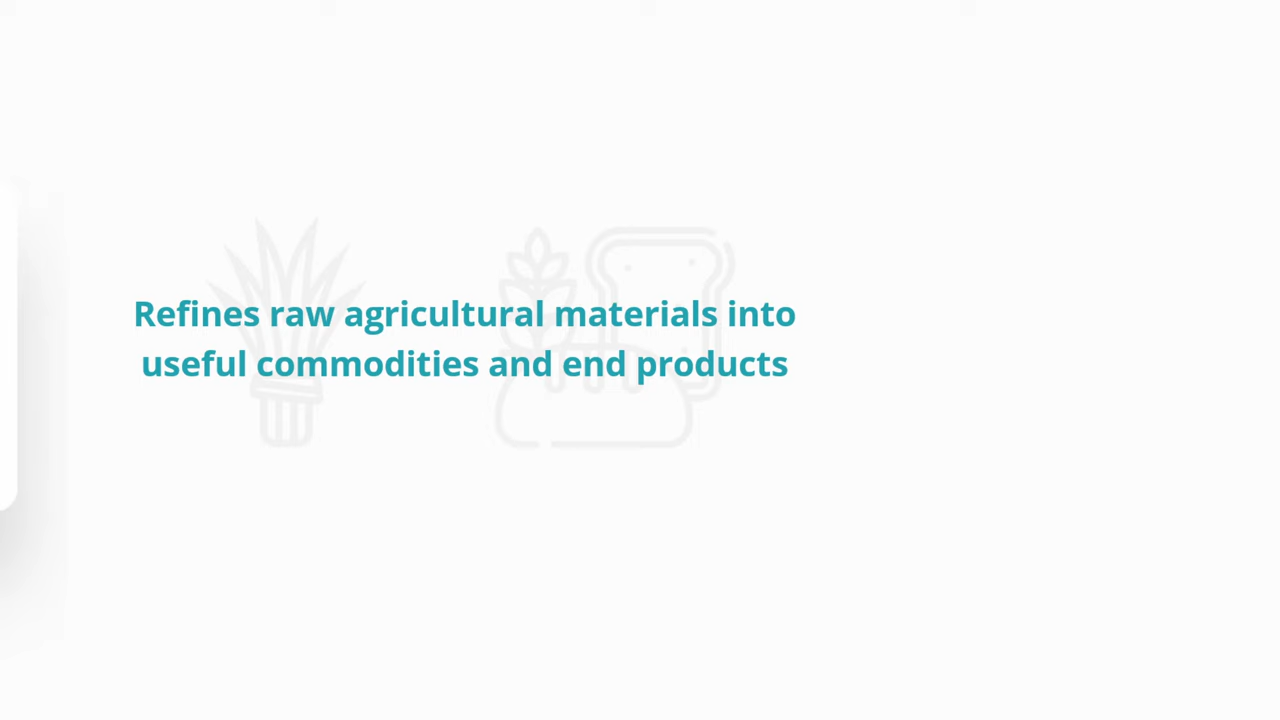 Refines raw agricultural materials into
useful commodities and end products